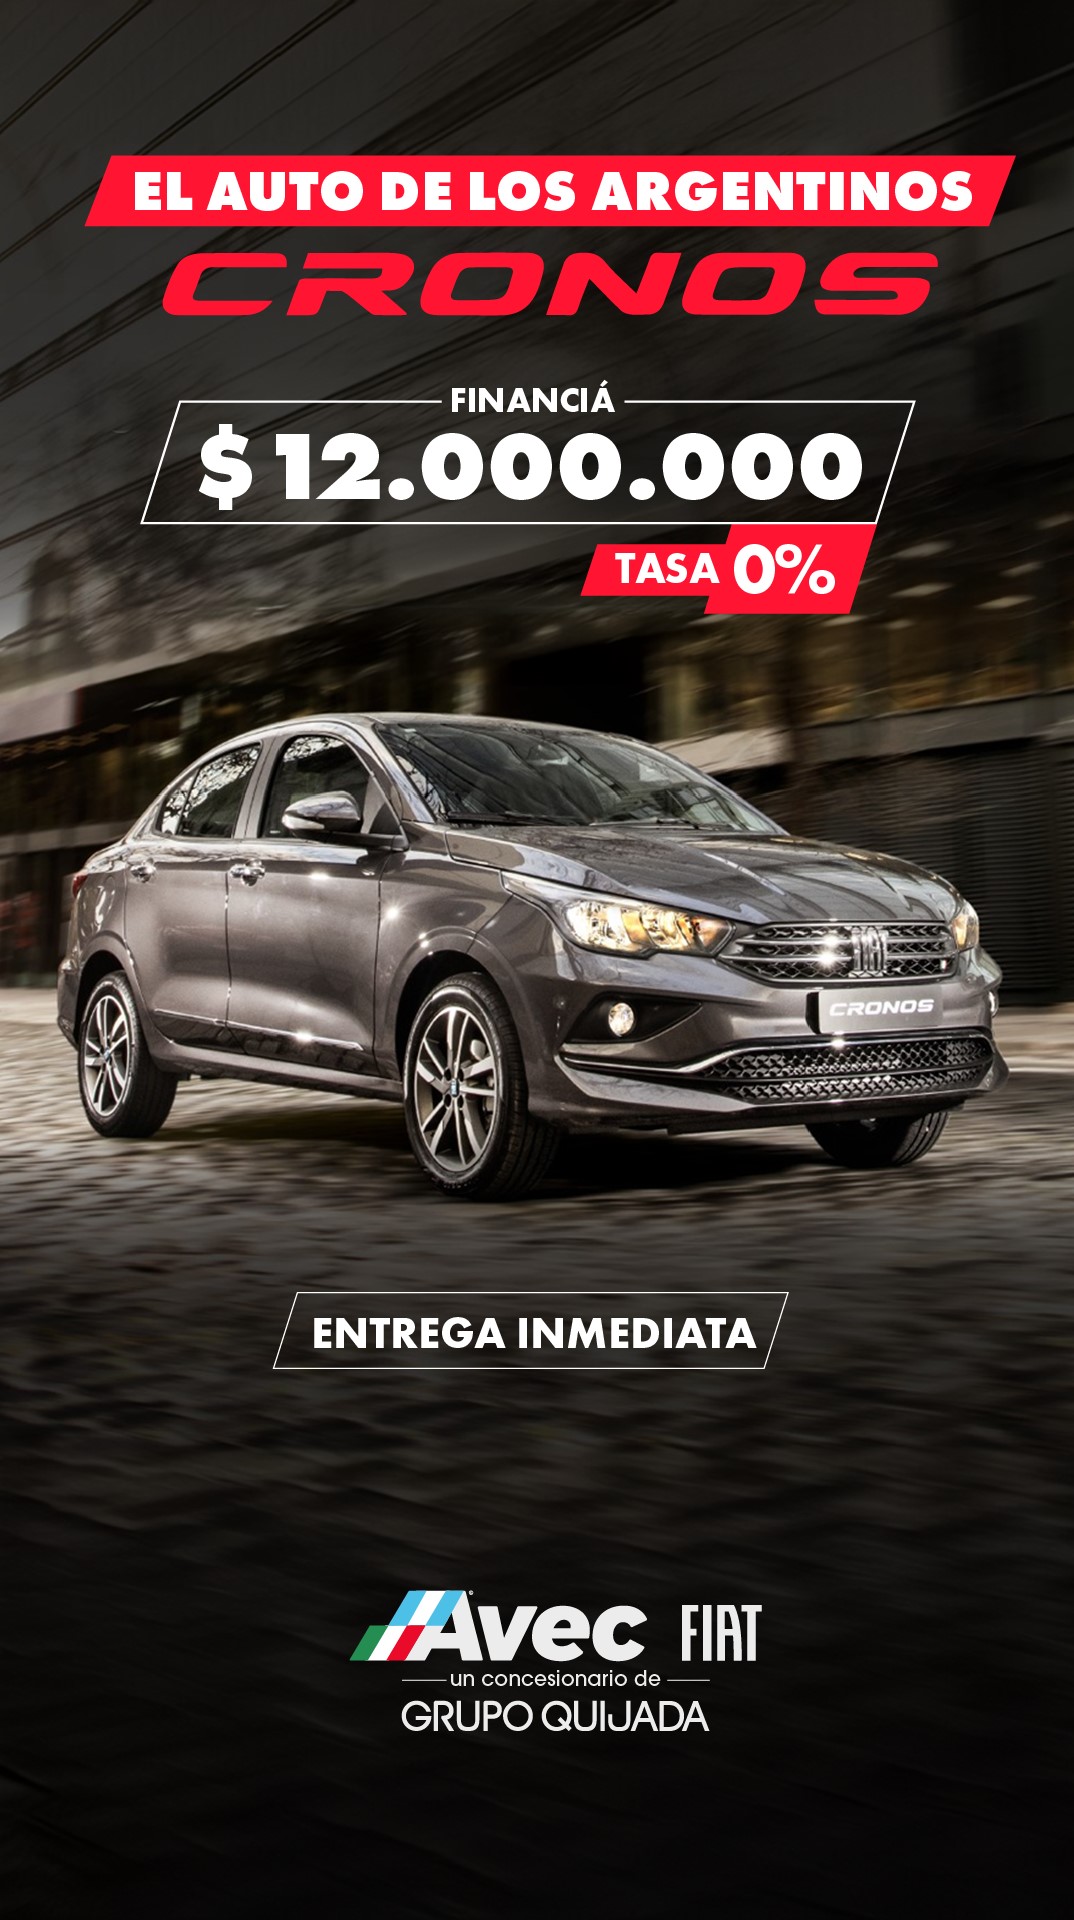 EL AUTO DE LOS ARGENTINOS
CRONOS
FINANCIÁ
$ 12.000.000
TASA 0%
CRONOS
ENTREGA INMEDIATA
Avec FIAT
un concesionario de
GRUPO QUIJADA